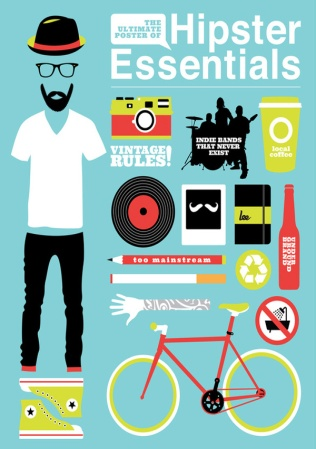 THE
ULTIMATE
POSTER OF
Hipster
Essentials
VINTAGE
RULES!
INDIE BANDS
THAT NEVER
EXIST
local
coffee
too mainstream